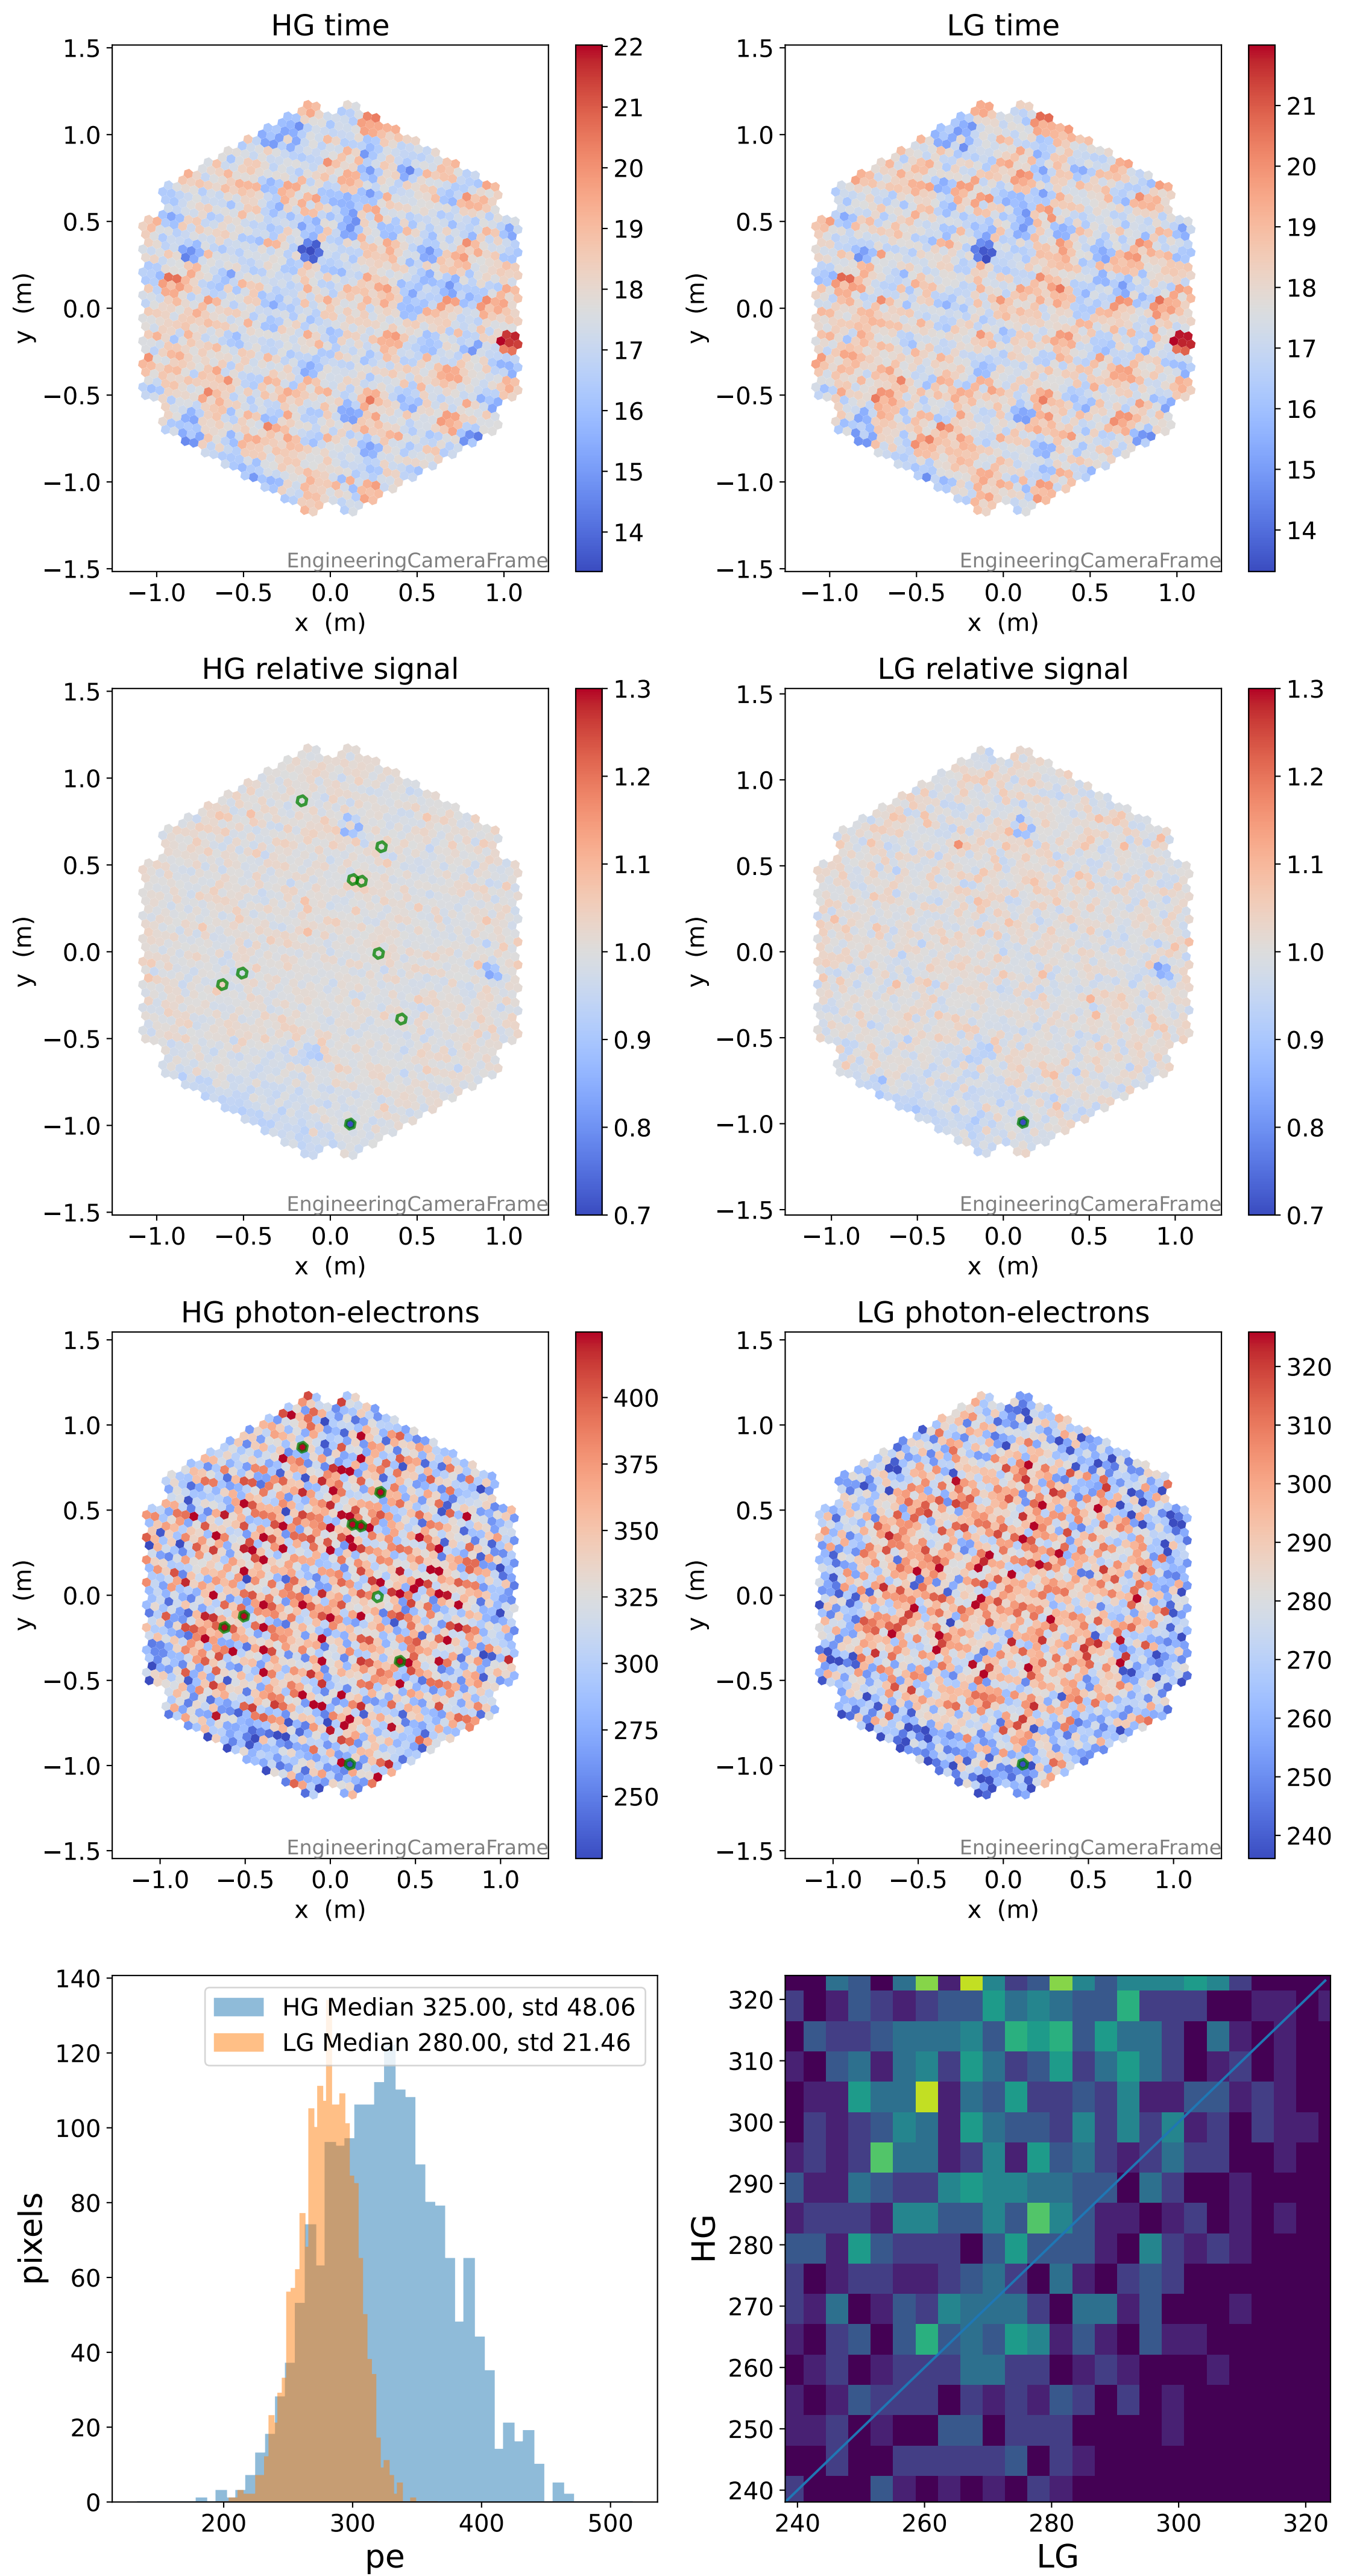 HG time
LG time
1.5
1.0
0.5
0.0
−0.5
−1.0
−1.5
y (m)
−1.0 −0.5 0.0 0.5 1.0
x (m)
EngineeringCameraFrame
22
21
20
19
18
17
16
15
14
1.5
1.0
0.5
0.0
−0.5
−1.0
−1.5
y (m)
−1.0 −0.5 0.0 0.5 1.0
x (m)
EngineeringCameraFrame
21
20
19
18
17
16
15
14
HG relative signal
LG relative signal
1.5
1.0
0.5
0.0
−0.5
−1.0
−1.5
y (m)
−1.0 −0.5 0.0 0.5 1.0
x (m)
EngineeringCameraFrame
1.3
1.2
1.1
1.0
0.9
0.8
0.7
1.5
1.0
0.5
0.0
−0.5
−1.0
−1.5
y (m)
−1.0 −0.5 0.0 0.5 1.0
x (m)
EngineeringCameraFrame
1.3
1.2
1.1
1.0
0.9
0.8
0.7
HG photon-electrons
LG photon-electrons
1.5
1.0
0.5
0.0
−0.5
−1.0
−1.5
y (m)
−1.0 −0.5 0.0 0.5 1.0
x (m)
EngineeringCameraFrame
400
375
350
325
300
275
250
1.5
1.0
0.5
0.0
−0.5
−1.0
−1.5
y (m)
−1.0 −0.5 0.0 0.5 1.0
x (m)
EngineeringCameraFrame
320
310
300
290
280
270
260
250
240
140
120
100
80
60
40
20
0
pixels
HG Median 325.00, std 48.06
LG Median 280.00, std 21.46
200 300 400 500
pe
320
310
300
290
280
270
260
250
240
HG
240 260 280 300 320
LG